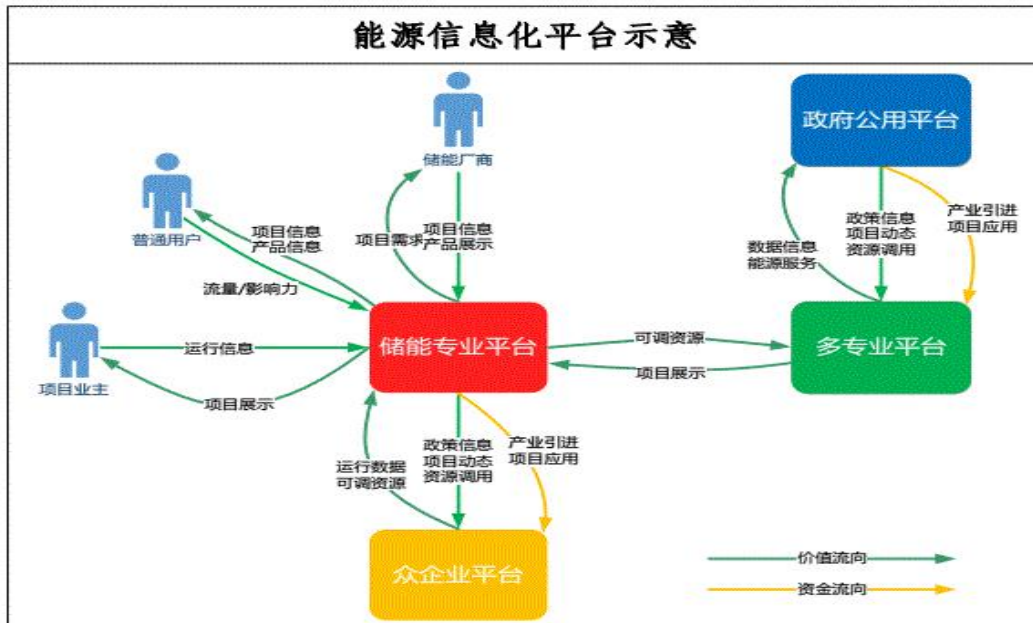 能源信息化平台示意
储能厂商
政府公用平台
普通用户
项目信息
产品信息
项目需求
项目信息
产品展示
数据信息
能源服务
政策信息
项目动态
资源调用
产业引进
项目应用
流量/影响力
项目业主
运行信息
项目展示
储能专业平台
可调资源
项目展示
多专业平台
运行数据
可调资源
政策信息
项目动态
资源调用
产业引进
项目应用
众企业平台
价值流向
资金流向